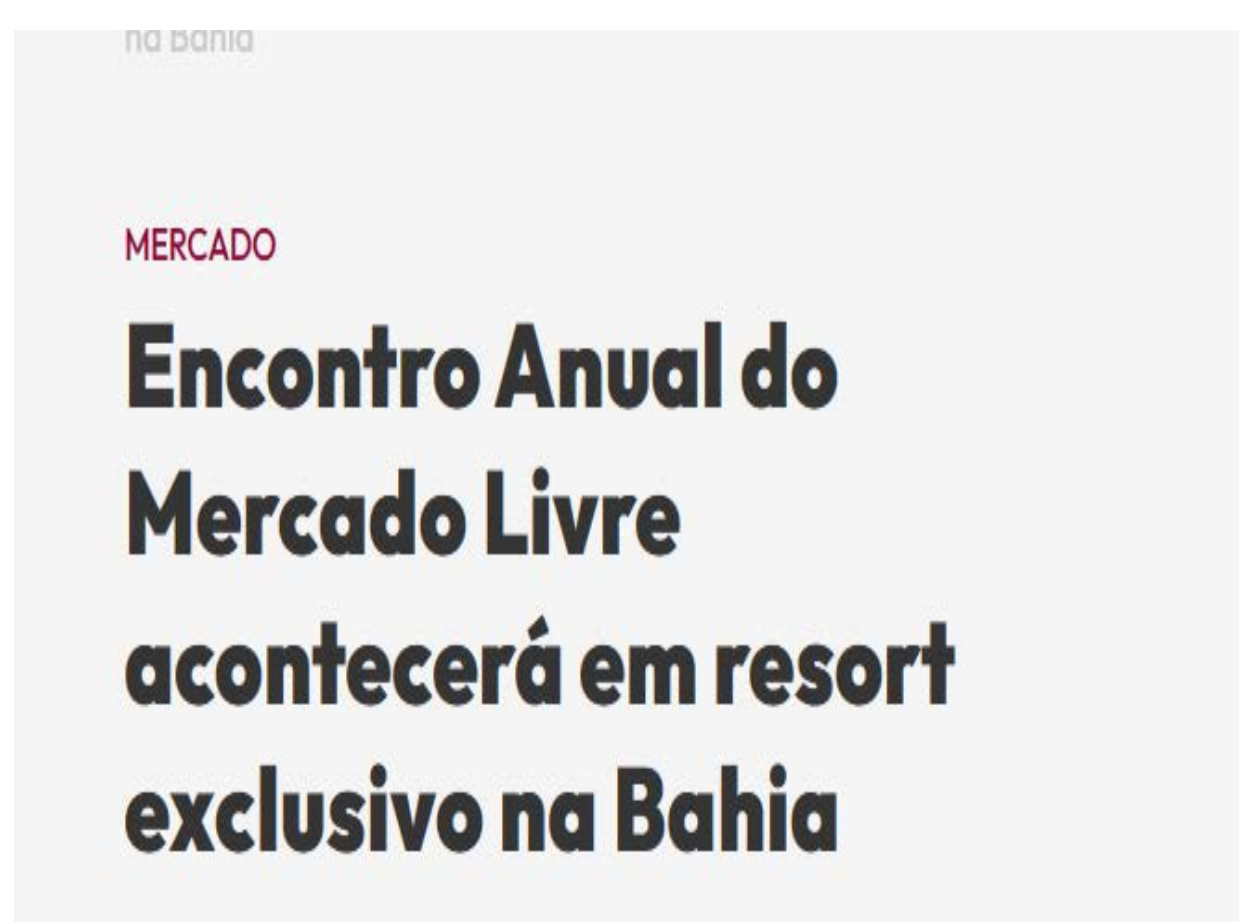 na Bahia
MERCADO
Encontro Anual do
Mercado Livre
acontecerá em resort
exclusivo na Bahia